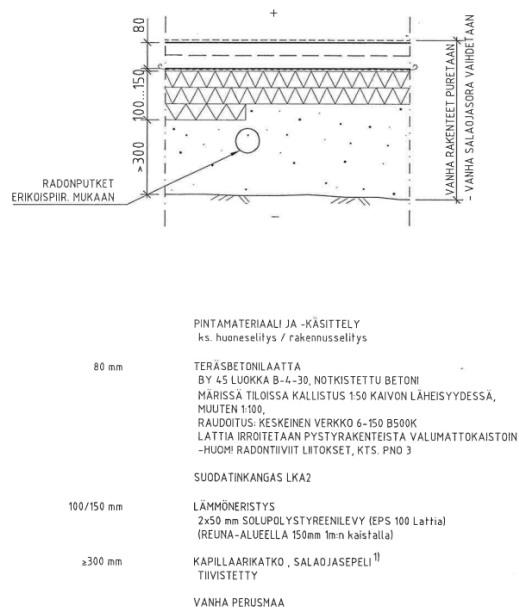 +
80
100...150
≥300
RADONPUTKET
ERIKOISPIIR. MUKAAN
-VANHA RAKENTEET PURETAAN
- VANHA SALAOJASORA VAIHDETAAN
-
PINTAMATERIAALI JA -KÄSITTELY
ks. huoneselitys / rakennusselitys
80 mm
TERÄSBETONILAATTA
BY 45 LUOKKA B-4-30, NOTKISTETTU BETONI
MÄRISSÄ TILOISSA KALLISTUS 1:50 KAIVON LÄHEISYYDESSÄ,
MUUTEN 1:100,
RAUDOITUS: KESKEINEN VERKKO 6-150 B500K
LATTIA IRROITETAAN PYSTYRAKENTEISTA VALUMATTOKAISTOIN
-HUOM! RADONTIIVIIT LIITOKSET, KTS. PNO 3
SUODATINKANGAS LKA2
100/150 mm
LÄMMÖNERISTYS
2x50 mm SOLUPOLYSTYREENILEVY (EPS 100 Lattia)
(REUNA-ALUEELLA 150mm 1m:n kaistalla)
≥300 mm
KAPILLAARIKATKO , SALAOJASEPELI 1)
TIIVISTETTY
VANHA PERUSMAA